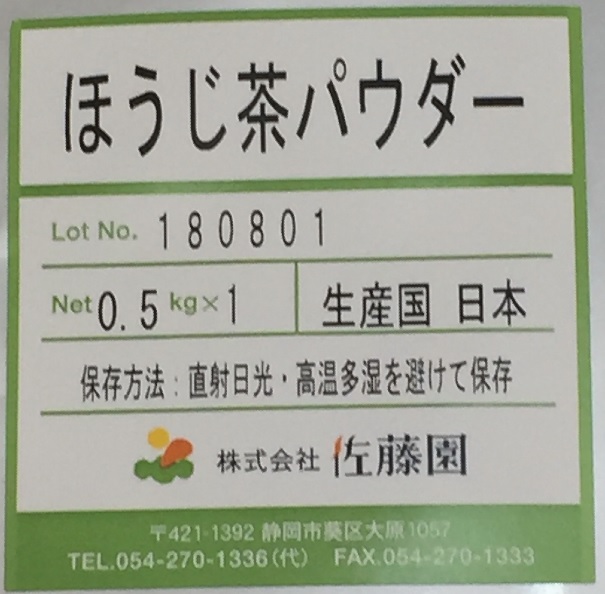 ほうじ茶パウダー
Lot No. 180801
Net 0.5 kg×1 生産国 日本
保存方法:直射日光・高温多湿を避けて保存
株式会社 佐藤園
〒421-1392 静岡市葵区大原1057
TEL.054-270-1336(代) FAX.054-270-1333